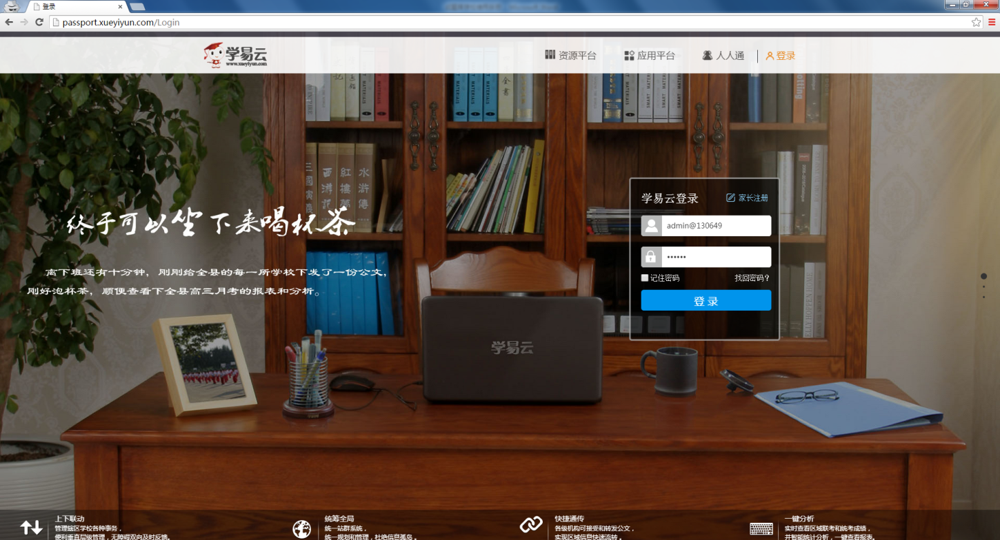 登录
passport.xueyiyun.com/Login
学易云
www.xueyiyun.com
资源平台
应用平台
人人通
登录
MATERIALS
全书
三国演义
西游
紅樓夢
水滸傳
学易云登录
家长注册
admin@130649
••••••
记住密码
找回密码?
登 录
终于可以坐下来喝杯茶
离下班还有十分钟，刚刚给全县的每一所学校下发了一份公文，
刚好泡杯茶，顺便查看下全县高三月考的报表和分析。
学易云
上下联动
管理辖区学校各种事务，
便利垂直层级管理，无障碍双向及时反馈。
统筹全局
统一站群系统，
统一规划和管理，杜绝信息孤岛。
快捷通传
各级机构可接受和转发公文，
实现区域信息快速流转。
一键分析
实时查看区域联考和统考成绩，
并智能统计分析，一键查看报表。